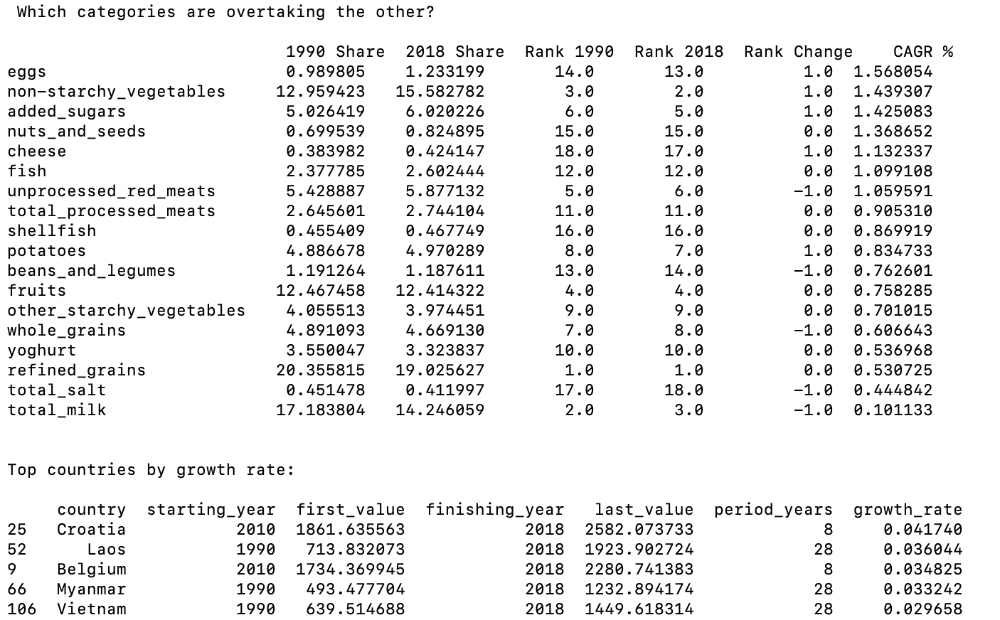 Which categories are overtaking the other?
1990 Share 2018 Share Rank 1990 Rank 2018 Rank Change CAGR %
eggs 0.989805 1.233199 14.0 13.0 1.0 1.568054
non-starchy_vegetables 12.959423 15.582782 3.0 2.0 1.0 1.439307
added_sugars 5.026419 6.020226 6.0 5.0 1.0 1.425083
nuts_and_seeds 0.699539 0.824895 15.0 15.0 0.0 1.368652
cheese 0.383982 0.424147 18.0 17.0 1.0 1.132337
fish 2.377785 2.602444 12.0 12.0 0.0 1.099108
unprocessed_red_meats 5.428887 5.877132 5.0 6.0 -1.0 1.059591
total_processed_meats 2.645601 2.744104 11.0 11.0 0.0 0.905310
shellfish 0.455409 0.467749 16.0 16.0 0.0 0.869919
potatoes 4.886678 4.970289 8.0 7.0 1.0 0.834733
beans_and_legumes 1.191264 1.187611 13.0 14.0 -1.0 0.762601
fruits 12.467458 12.414322 4.0 4.0 0.0 0.758285
other_starchy_vegetables 4.055513 3.974451 9.0 9.0 0.0 0.701015
whole_grains 4.891093 4.669130 7.0 8.0 -1.0 0.606643
yoghurt 3.550047 3.323837 10.0 10.0 0.0 0.536968
refined_grains 20.355815 19.025627 1.0 1.0 0.0 0.530725
total_salt 0.451478 0.411997 17.0 18.0 -1.0 0.444842
total_milk 17.183804 14.246059 2.0 3.0 -1.0 0.101133
Top countries by growth rate:
country starting_year first_value finishing_year last_value period_years growth_rate
25 Croatia 2010 1861.635563 2018 2582.073733 8 0.041740
52 Laos 1990 713.832073 2018 1923.902724 28 0.036044
9 Belgium 2010 1734.369945 2018 2280.741383 8 0.034825
66 Myanmar 1990 493.477704 2018 1232.894174 28 0.033242
106 Vietnam 1990 639.514688 2018 1449.618314 28 0.029658